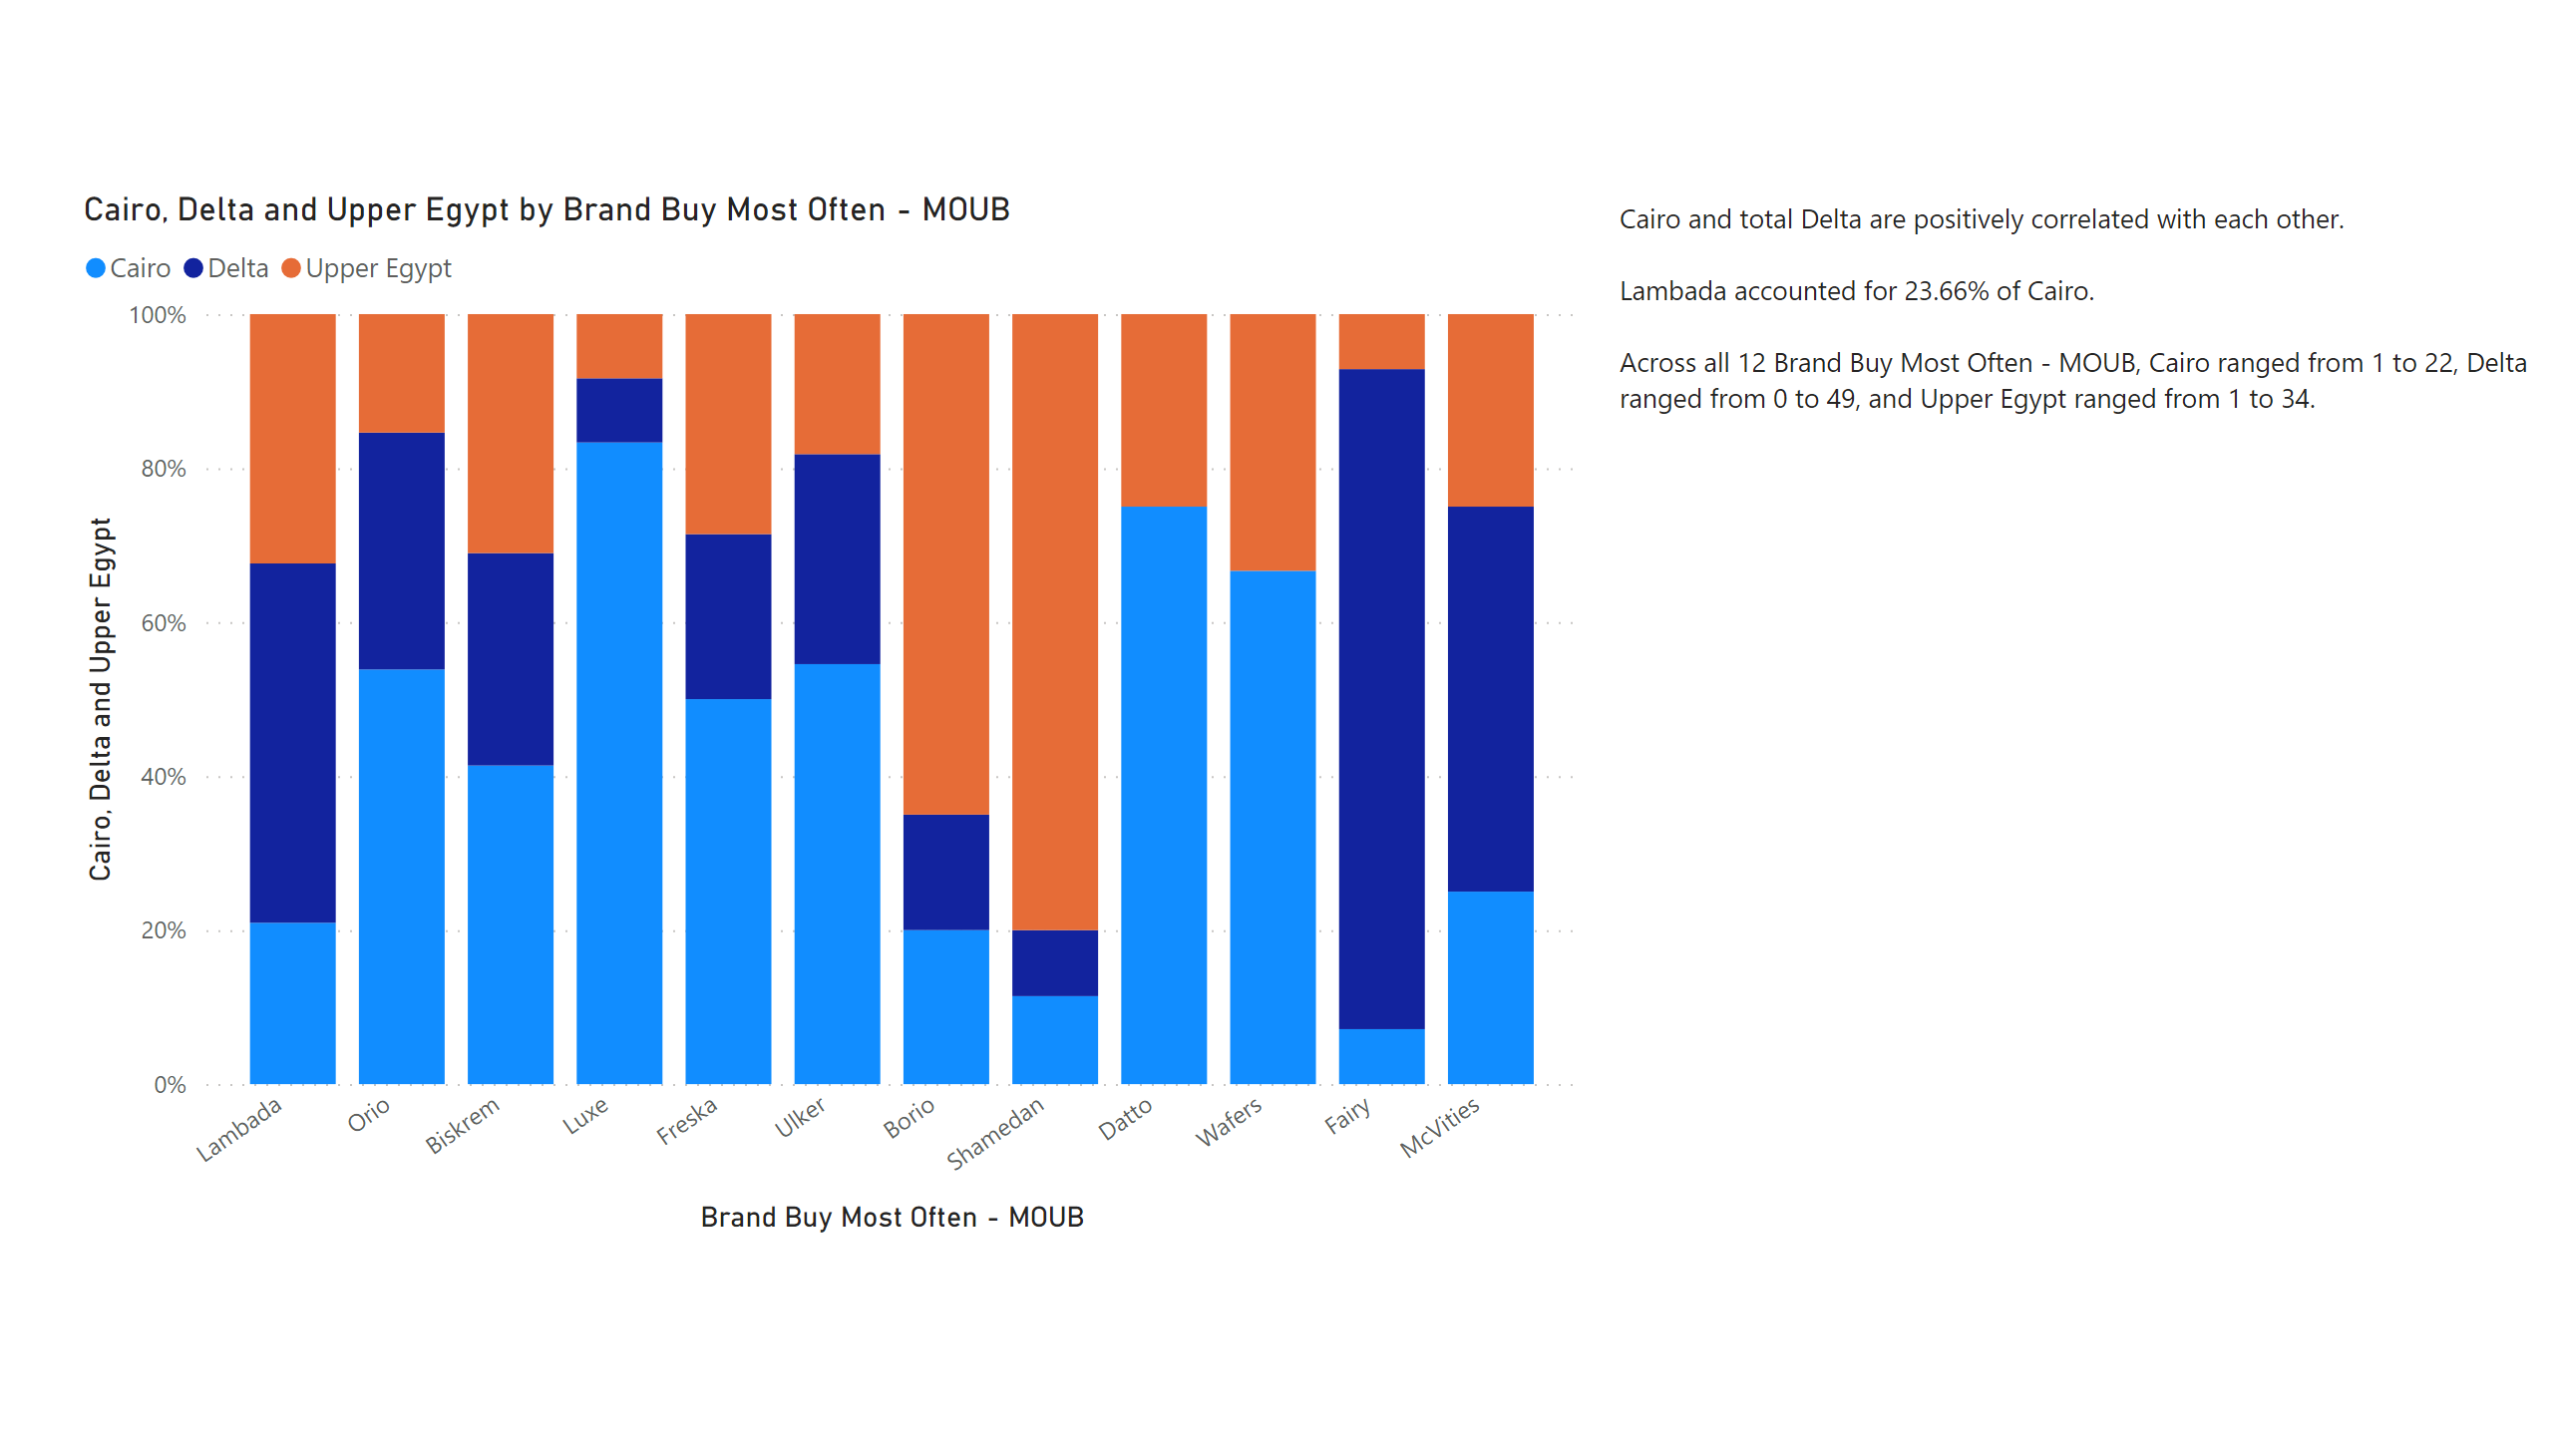 Cairo, Delta and Upper Egypt by Brand Buy Most Often - MOUB
Cairo Delta Upper Egypt
100%
80%
60%
40%
20%
0%
Cairo, Delta and Upper Egypt
Lambada
Orio
Biskrem
Luxe
Freska
Ulker
Borio
Shamedan
Datto
Wafers
Fairy
McVities
Brand Buy Most Often - MOUB
Cairo and total Delta are positively correlated with each other.
Lambada accounted for 23.66% of Cairo.
Across all 12 Brand Buy Most Often - MOUB, Cairo ranged from 1 to 22, Delta
ranged from 0 to 49, and Upper Egypt ranged from 1 to 34.